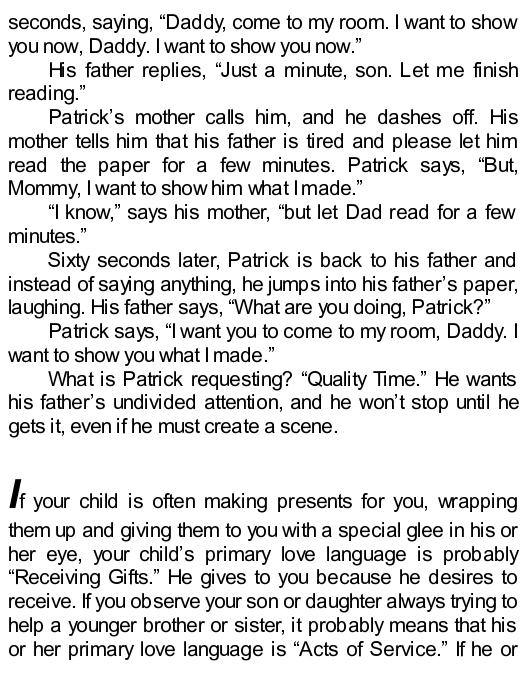 seconds, saying, “Daddy, come to my room. I want to show
you now, Daddy. I want to show you now.”
His father replies, “Just a minute, son. Let me finish
reading.”
Patrick’s mother calls him, and he dashes off. His
mother tells him that his father is tired and please let him
read the paper for a few minutes. Patrick says, “But,
Mommy, I want to show him what I made.”
“I know,” says his mother, “but let Dad read for a few
minutes.”
Sixty seconds later, Patrick is back to his father and
instead of saying anything, he jumps into his father’s paper,
laughing. His father says, “What are you doing, Patrick?”
Patrick says, “I want you to come to my room, Daddy. I
want to show you what I made.”
What is Patrick requesting? “Quality Time.” He wants
his father’s undivided attention, and he won’t stop until he
gets it, even if he must create a scene.
If your child is often making presents for you, wrapping
them up and giving them to you with a special glee in his or
her eye, your child’s primary love language is probably
“Receiving Gifts.” He gives to you because he desires to
receive. If you observe your son or daughter always trying to
help a younger brother or sister, it probably means that his
or her primary love language is “Acts of Service.” If he or